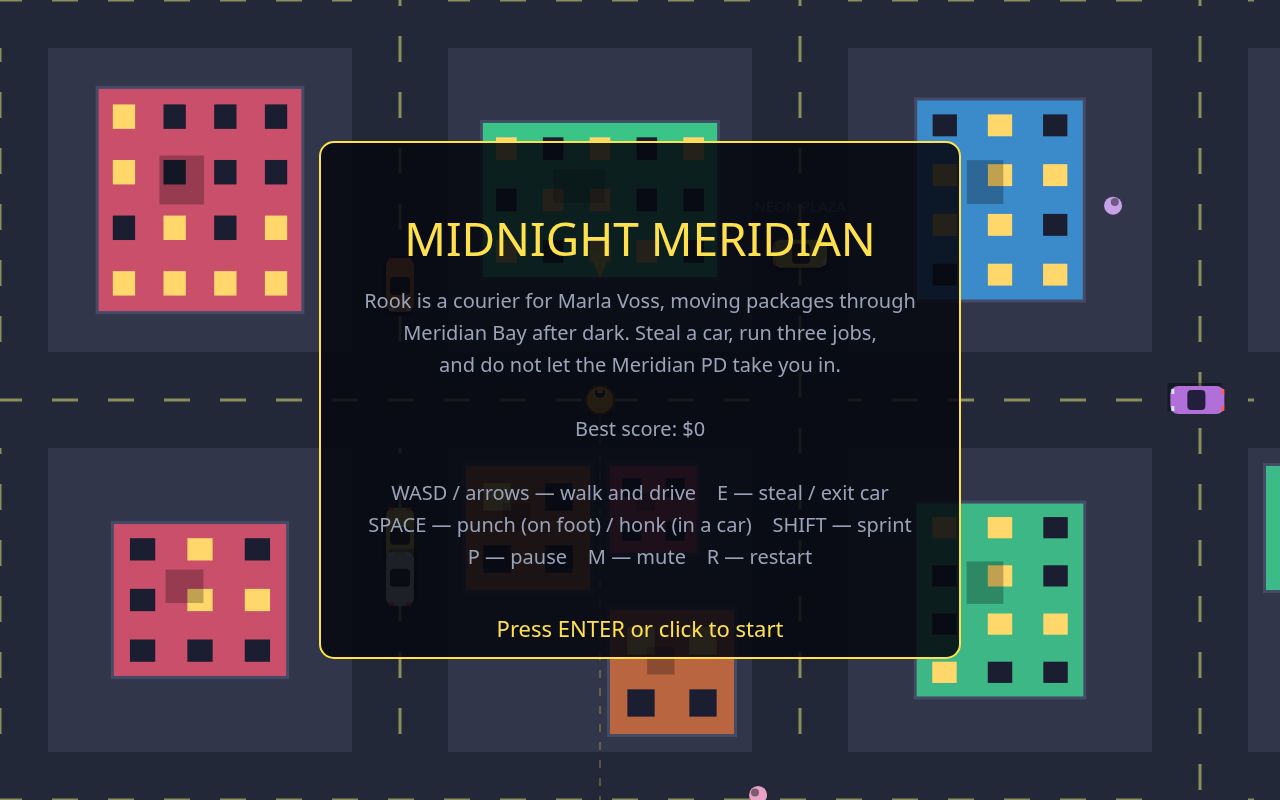 NEON PLAZA
MIDNIGHT MERIDIAN
Rook is a courier for Marla Voss, moving packages through
Meridian Bay after dark. Steal a car, run three jobs,
and do not let the Meridian PD take you in.
Best score: $0
WASD / arrows — walk and drive    E — steal / exit car
SPACE — punch (on foot) / honk (in a car)    SHIFT — sprint
P — pause    M — mute    R — restart
Press ENTER or click to start